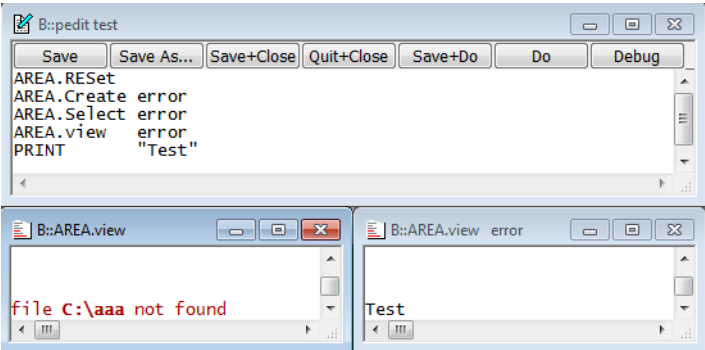 B::pedit test
Save Save As... Save+Close Quit+Close Save+Do Do Debug
AREA.RESet
AREA.Create error
AREA.Select error
AREA.view error
PRINT "Test"
B::AREA.view
file C:\aaa not found
B::AREA.view error
Test